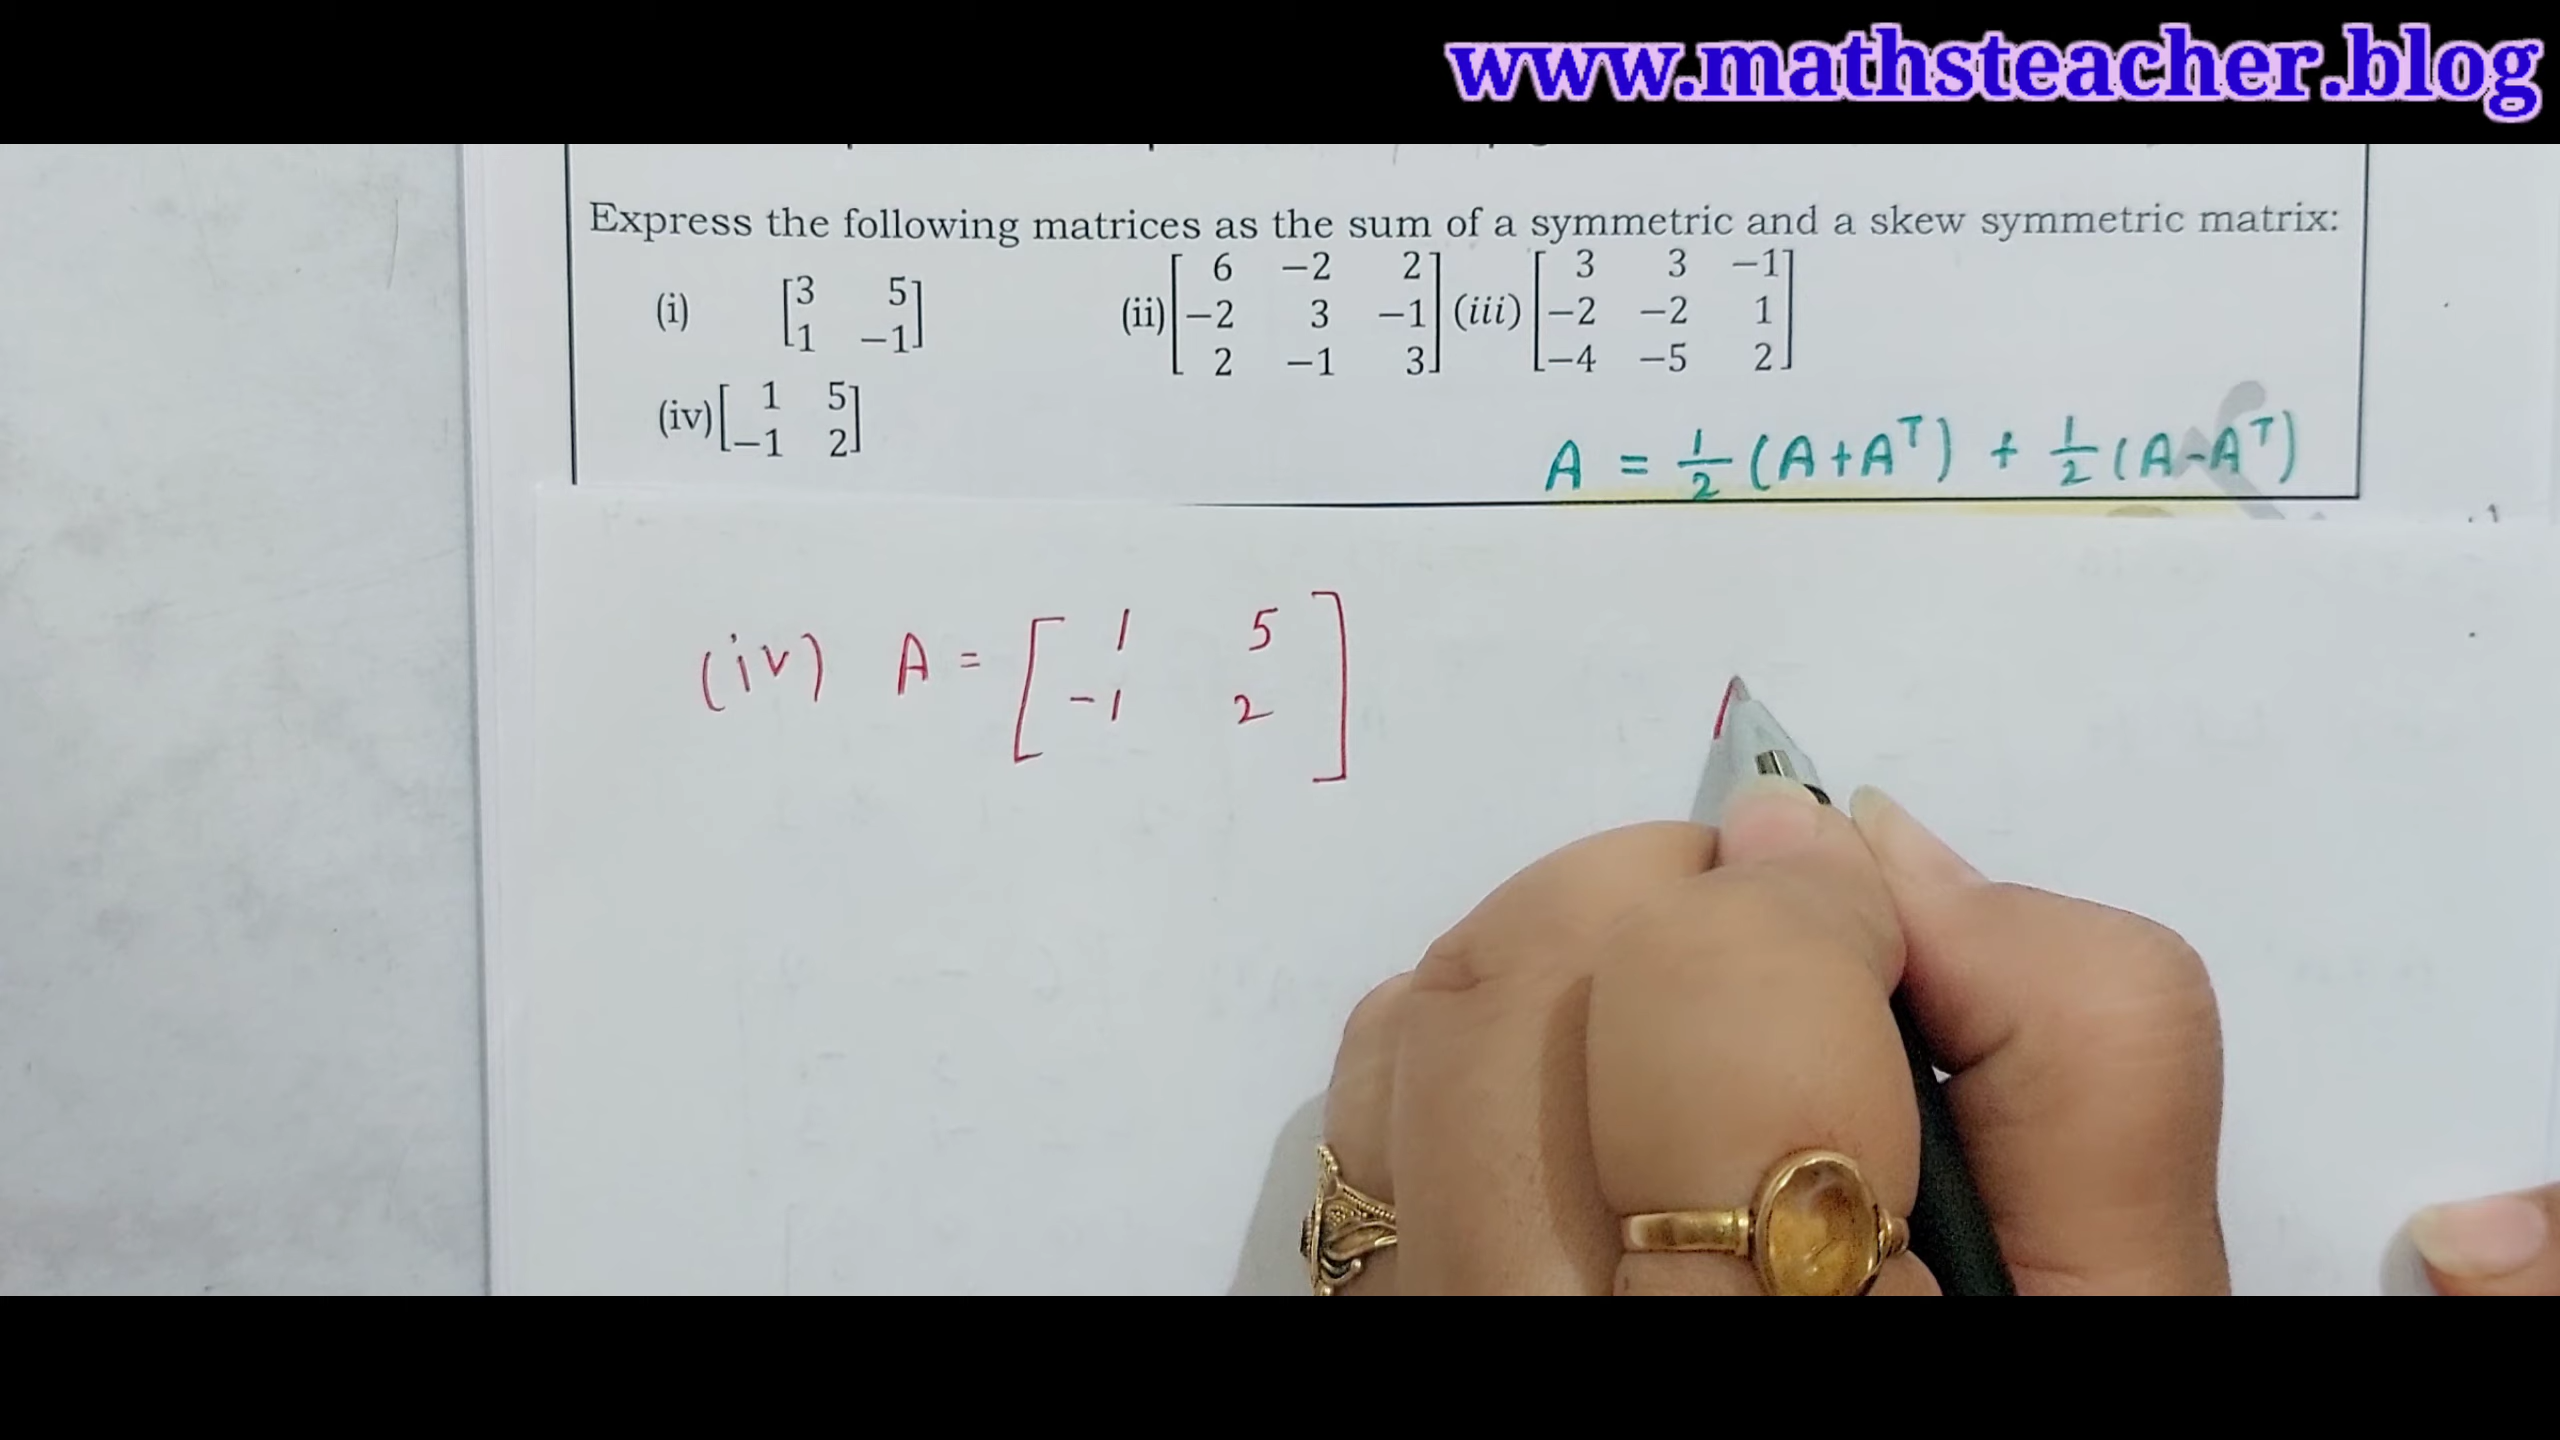 www.mathsteacher.blog
Express the following matrices as the sum of a symmetric and a skew symmetric matrix:
(i) [3 5
1 −1] (ii) [6 −2 2
−2 3 −1
2 −1 3] (iii) [3 3 −1
−2 −2 1
−4 −5 2]
(iv) [1 5
−1 2]
A = 1/2 (A+Aᵀ) + 1/2 (A-Aᵀ)
(iv) A = [1 5
-1 2]